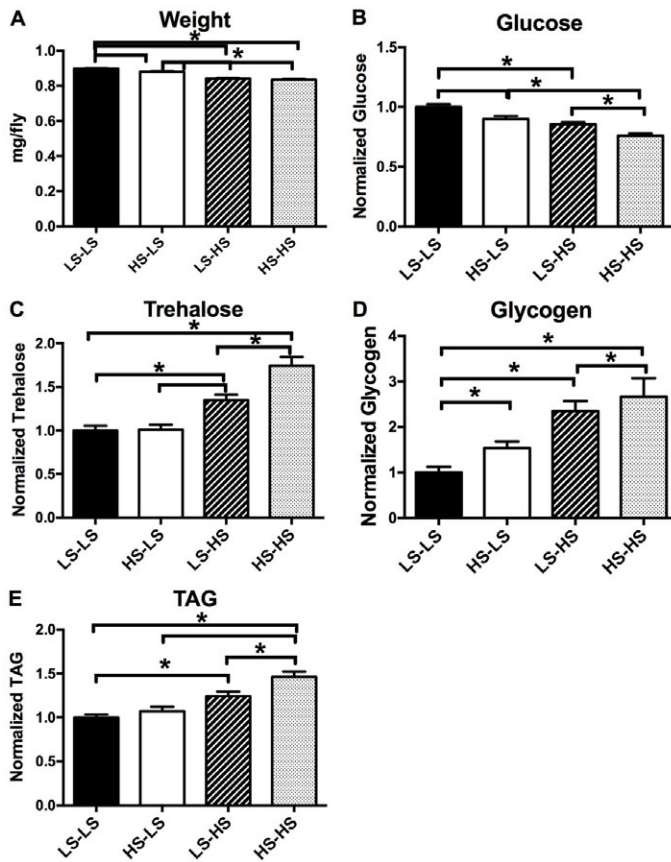 A
Weight
*
*
mg/fly
1.0
0.8
0.6
0.4
0.2
0.0
LS-LS
HS-LS
LS-HS
HS-HS
B
Glucose
*
*
*
Normalized Glucose
1.5
1.0
0.5
0.0
LS-LS
HS-LS
LS-HS
HS-HS
C
Trehalose
*
*
*
Normalized Trehalose
2.0
1.5
1.0
0.5
0.0
LS-LS
HS-LS
LS-HS
HS-HS
D
Glycogen
*
*
*
*
Normalized Glycogen
4
3
2
1
0
LS-LS
HS-LS
LS-HS
HS-HS
E
TAG
*
*
*
Normalized TAG
2.0
1.5
1.0
0.5
0.0
LS-LS
HS-LS
LS-HS
HS-HS